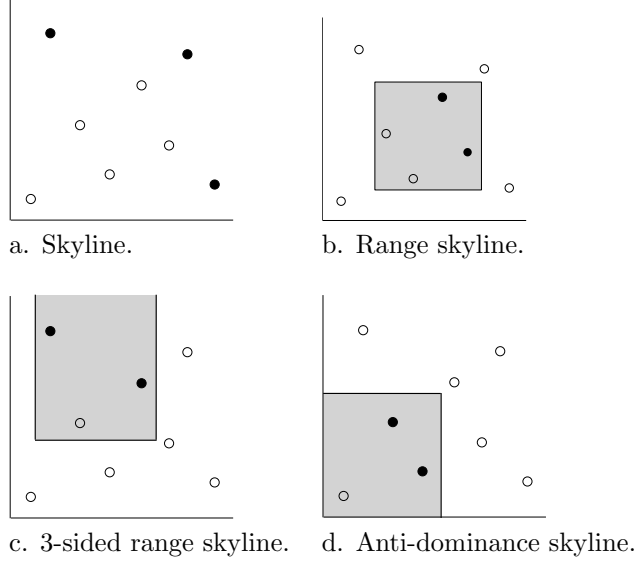 a. Skyline.
b. Range skyline.
c. 3-sided range skyline.
d. Anti-dominance skyline.